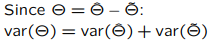 Since Θ = Θ̂ − Θ̃:
var(Θ) = var(Θ̂) + var(Θ̃)